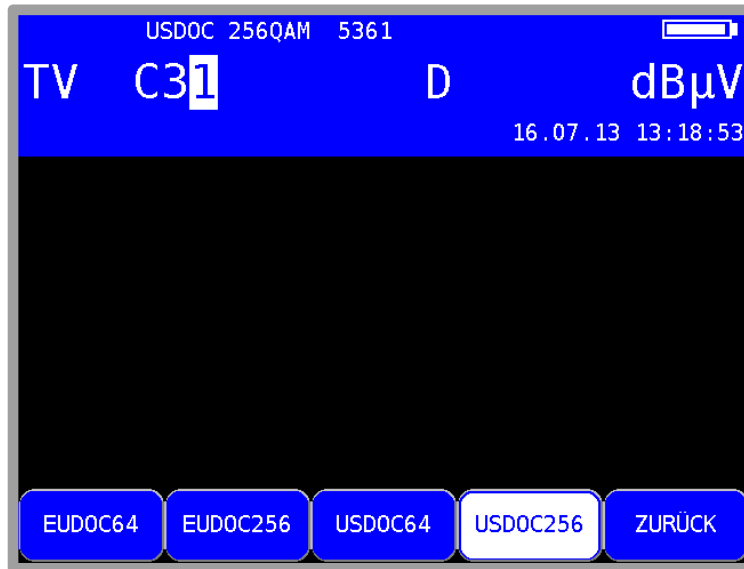 USDOC 256QAM 5361
TV C31 D dBµV
16.07.13 13:18:53
EUDOC64 EUDOC256 USDOC64 USDOC256 ZURÜCK